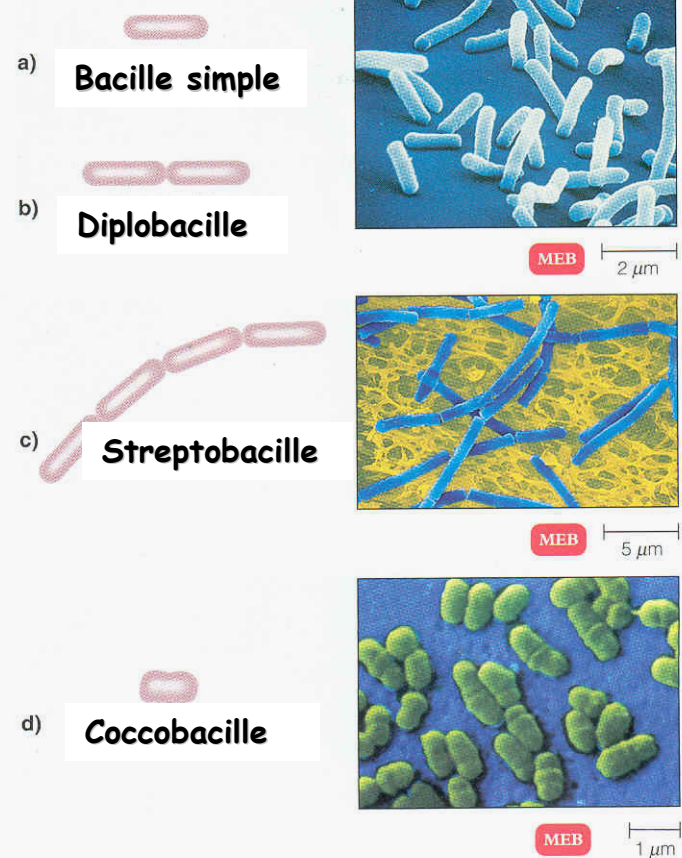 a)
Bacille simple
b)
Diplobacille
MEB
2 μm
c)
Streptobacille
MEB
5 μm
d)
Coccobacille
MEB
1 μm